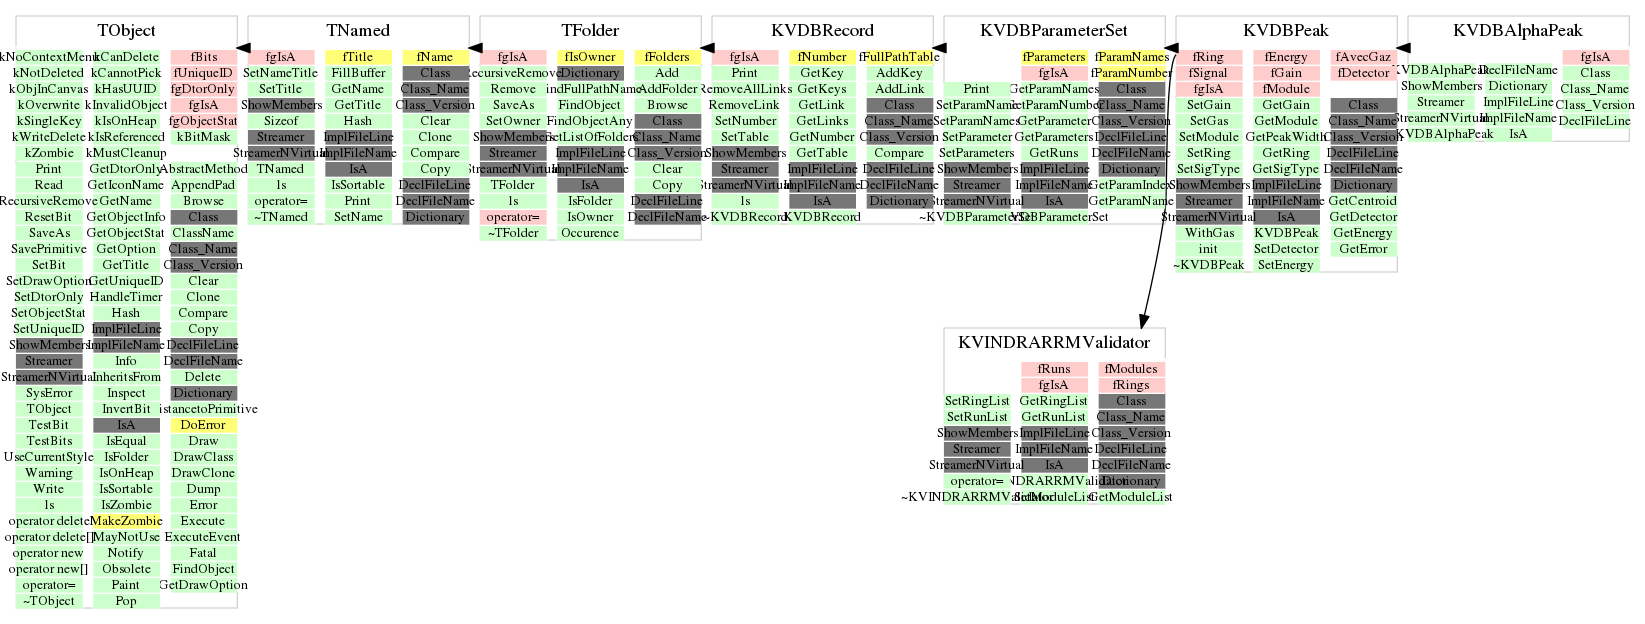 TObject
kNoContextMenu kCanDelete fBits
kNotDeleted kCannotPick fUniqueID
kObjInCanvas kHasUUID fgDtorOnly
kOverwrite kInvalidObject fgIsA
kSingleKey kIsOnHeap fgObjectStat
kWriteDelete kIsReferenced kBitMask
kZombie kMustCleanup
Print GetDtorOnly AbstractMethod
Read GetIconName AppendPad
RecursiveRemove GetName Browse
ResetBit GetObjectInfo Class
SaveAs GetObjectStat ClassName
SavePrimitive GetOption Class_Name
SetBit GetTitle Class_Version
SetDrawOption GetUniqueID Clear
SetDtorOnly HandleTimer Clone
SetObjectStat Hash Compare
SetUniqueID ImplFileLine Copy
ShowMembers ImplFileName DeclFileLine
Streamer Info DeclFileName
StreamerNVirtual InheritsFrom Delete
SysError Inspect Dictionary
TObject InvertBit DistancetoPrimitive
TestBit IsA DoError
TestBits IsEqual Draw
UseCurrentStyle IsFolder DrawClass
Warning IsOnHeap DrawClone
Write IsSortable Dump
ls IsZombie Error
operator delete MakeZombie Execute
operator delete[] MayNotUse ExecuteEvent
operator new Notify Fatal
operator new[] Obsolete FindObject
operator= Paint GetDrawOption
~TObject Pop
TNamed
fgIsA fTitle fName
SetNameTitle FillBuffer Class
SetTitle GetName Class_Name
ShowMembers GetTitle Class_Version
Sizeof Hash Clear
Streamer ImplFileLine Clone
StreamerNVirtual ImplFileName Compare
TNamed IsA Copy
ls IsSortable DeclFileLine
operator= Print DeclFileName
~TNamed SetName Dictionary
TFolder
fgIsA fIsOwner fFolders
RecursiveRemove Dictionary Add
Remove FindFullPathName AddFolder
SaveAs FindObject Browse
SetOwner FindObjectAny Class
ShowMembers GetListOfFolders Class_Name
Streamer ImplFileLine Class_Version
StreamerNVirtual ImplFileName Clear
TFolder IsA Copy
ls IsFolder DeclFileLine
operator= IsOwner DeclFileName
~TFolder Occurence
KVDBRecord
fgIsA fNumber fFullPathTable
Print GetKey AddKey
RemoveAllLinks GetKeys AddLink
RemoveLink GetLink Class
SetNumber GetLinks Class_Name
SetTable GetNumber Class_Version
ShowMembers GetTable Compare
Streamer ImplFileLine DeclFileLine
StreamerNVirtual ImplFileName DeclFileName
ls IsA Dictionary
~KVDBRecord KVDBRecord
KVDBParameterSet
fParameters fParamNames
fgIsA fParamNumber
Print GetParamNames Class
SetParamName GetParamNumber Class_Name
SetParamNames GetParameter Class_Version
SetParameter GetParameters DeclFileLine
SetParameters GetRuns DeclFileName
ShowMembers ImplFileLine Dictionary
Streamer ImplFileName GetParamIndex
StreamerNVirtual IsA GetParamName
~KVDBParameterSet KVDBParameterSet
KVDBPeak
fRing fEnergy fAvecGaz
fSignal fGain fDetector
fgIsA fModule
SetGain GetGain Class
SetGas GetModule Class_Name
SetModule GetPeakWidth Class_Version
SetRing GetRing DeclFileLine
SetSigType GetSigType DeclFileName
ShowMembers ImplFileLine Dictionary
Streamer ImplFileName GetCentroid
StreamerNVirtual IsA GetDetector
WithGas KVDBPeak GetEnergy
init SetDetector GetError
~KVDBPeak SetEnergy
KVDBAlphaPeak
fgIsA
KVDBAlphaPeak DeclFileName Class
ShowMembers Dictionary Class_Name
Streamer ImplFileLine Class_Version
StreamerNVirtual ImplFileName DeclFileLine
~KVDBAlphaPeak IsA
KVINDRARRMValidator
fRuns fModules
fgIsA fRings
SetRingList GetRingList Class
SetRunList GetRunList Class_Name
ShowMembers ImplFileLine Class_Version
Streamer ImplFileName DeclFileLine
StreamerNVirtual IsA DeclFileName
operator= KVINDRARRMValidator Dictionary
~KVINDRARRMValidator SetModuleList GetModuleList